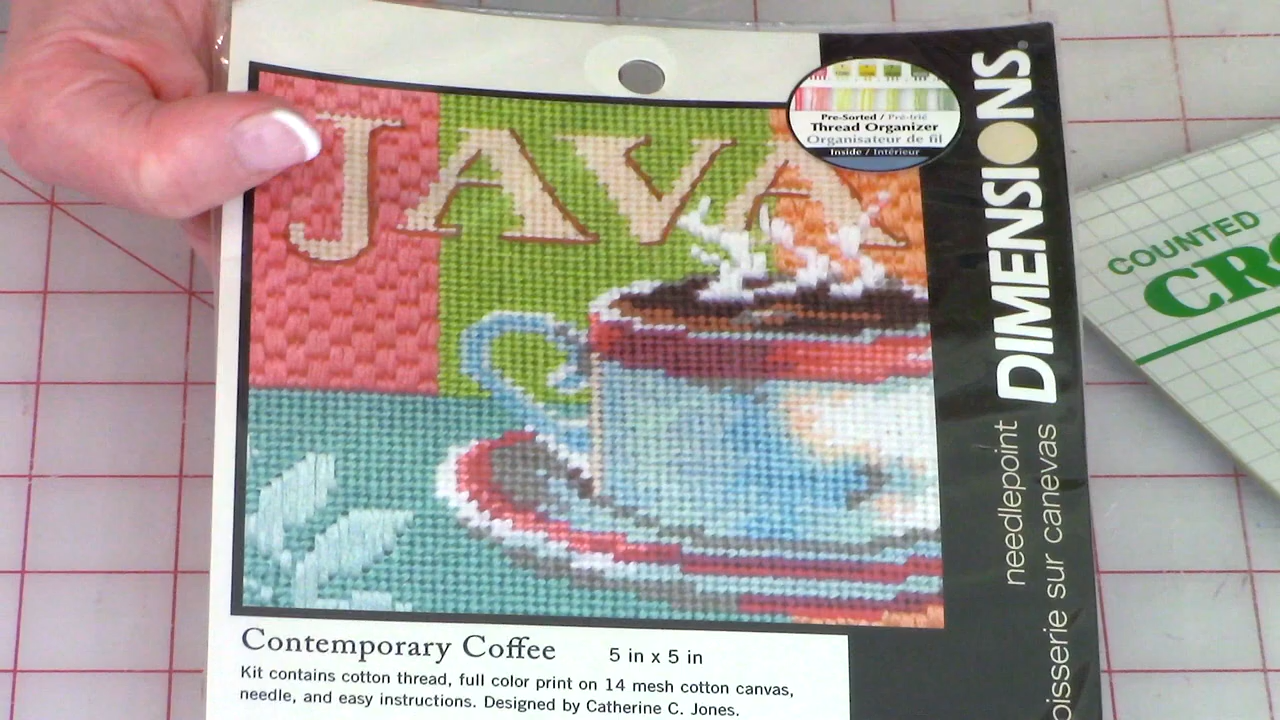 JAVA
Pre-Sorted / Pré-trié
Thread Organizer
Organisateur de fil
Inside / Intérieur
DIMENSIONS®
needlepoint
sur canevas
COUNTED
Contemporary Coffee 5 in x 5 in
Kit contains cotton thread, full color print on 14 mesh cotton canvas,
needle, and easy instructions. Designed by Catherine C. Jones.